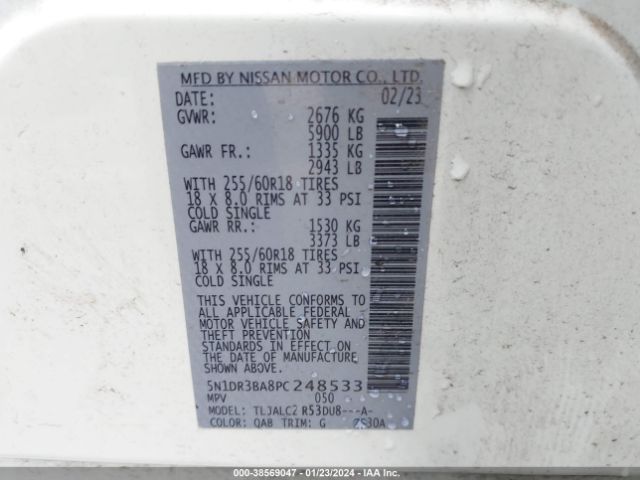 MFD BY NISSAN MOTOR CO., LTD.
DATE: 02/23
GVWR: 2676 KG
5900 LB
GAWR FR.: 1335 KG
2943 LB
WITH 255/60R18 TIRES
18 X 8.0 RIMS AT 33 PSI
COLD SINGLE
GAWR RR.: 1530 KG
3373 LB
WITH 255/60R18 TIRES
18 X 8.0 RIMS AT 33 PSI
COLD SINGLE
THIS VEHICLE CONFORMS TO
ALL APPLICABLE FEDERAL
MOTOR VEHICLE SAFETY AND
THEFT PREVENTION
STANDARDS IN EFFECT ON
THE DATE OF MANUFACTURE
SHOWN ABOVE.
5N1DR3BA8PC248533
MPV 050
MODEL: TLJALC2 R53DU8---A-
COLOR: QAB TRIM: G
000-38569047 - 01/23/2024 - IAA, Inc.